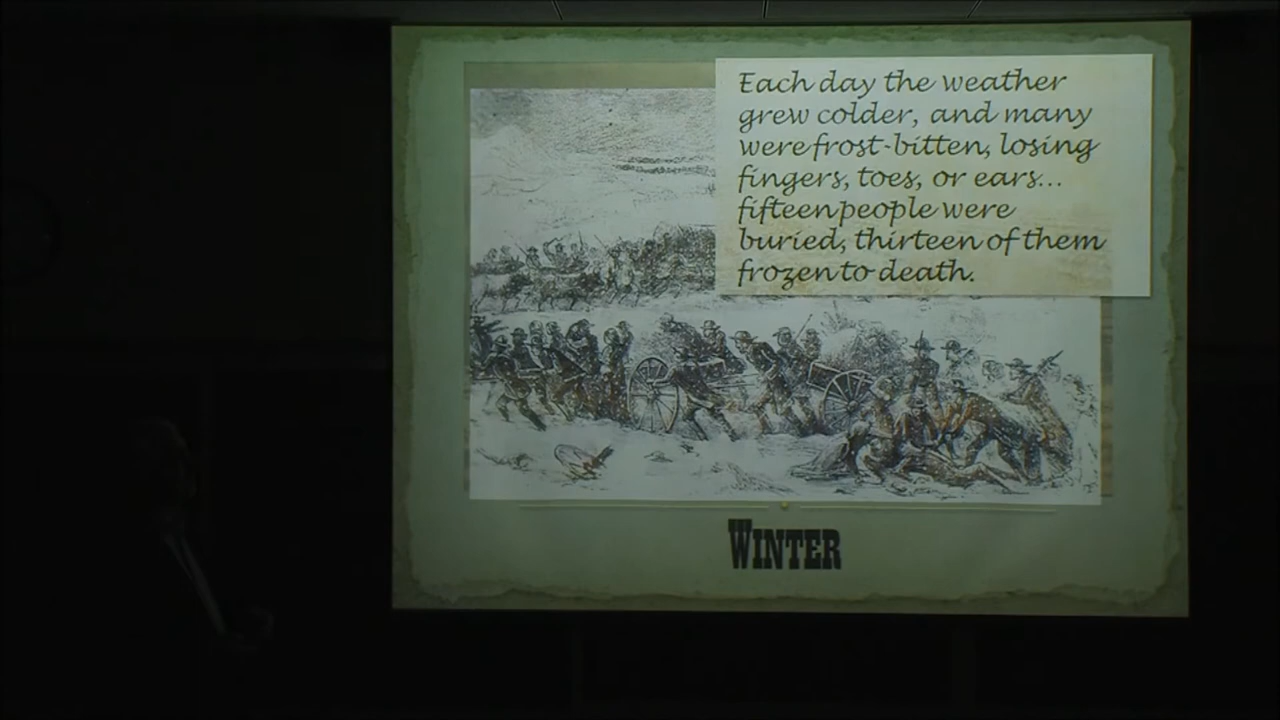 Each day the weather
grew colder, and many
were frost-bitten, losing
fingers, toes, or ears...
fifteen people were
buried, thirteen of them
frozen to death.
WINTER